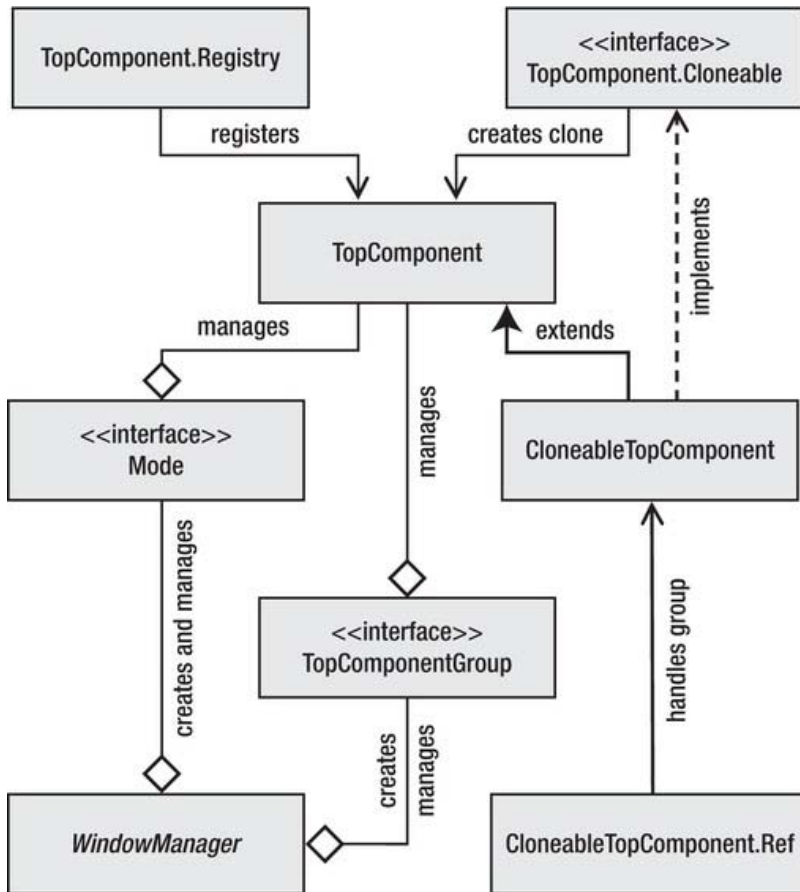 TopComponent.Registry
<<interface>>
TopComponent.Cloneable
registers
creates clone
TopComponent
implements
manages
extends
manages
<<interface>>
Mode
CloneableTopComponent
creates and manages
<<interface>>
TopComponentGroup
handles group
creates
manages
WindowManager
CloneableTopComponent.Ref